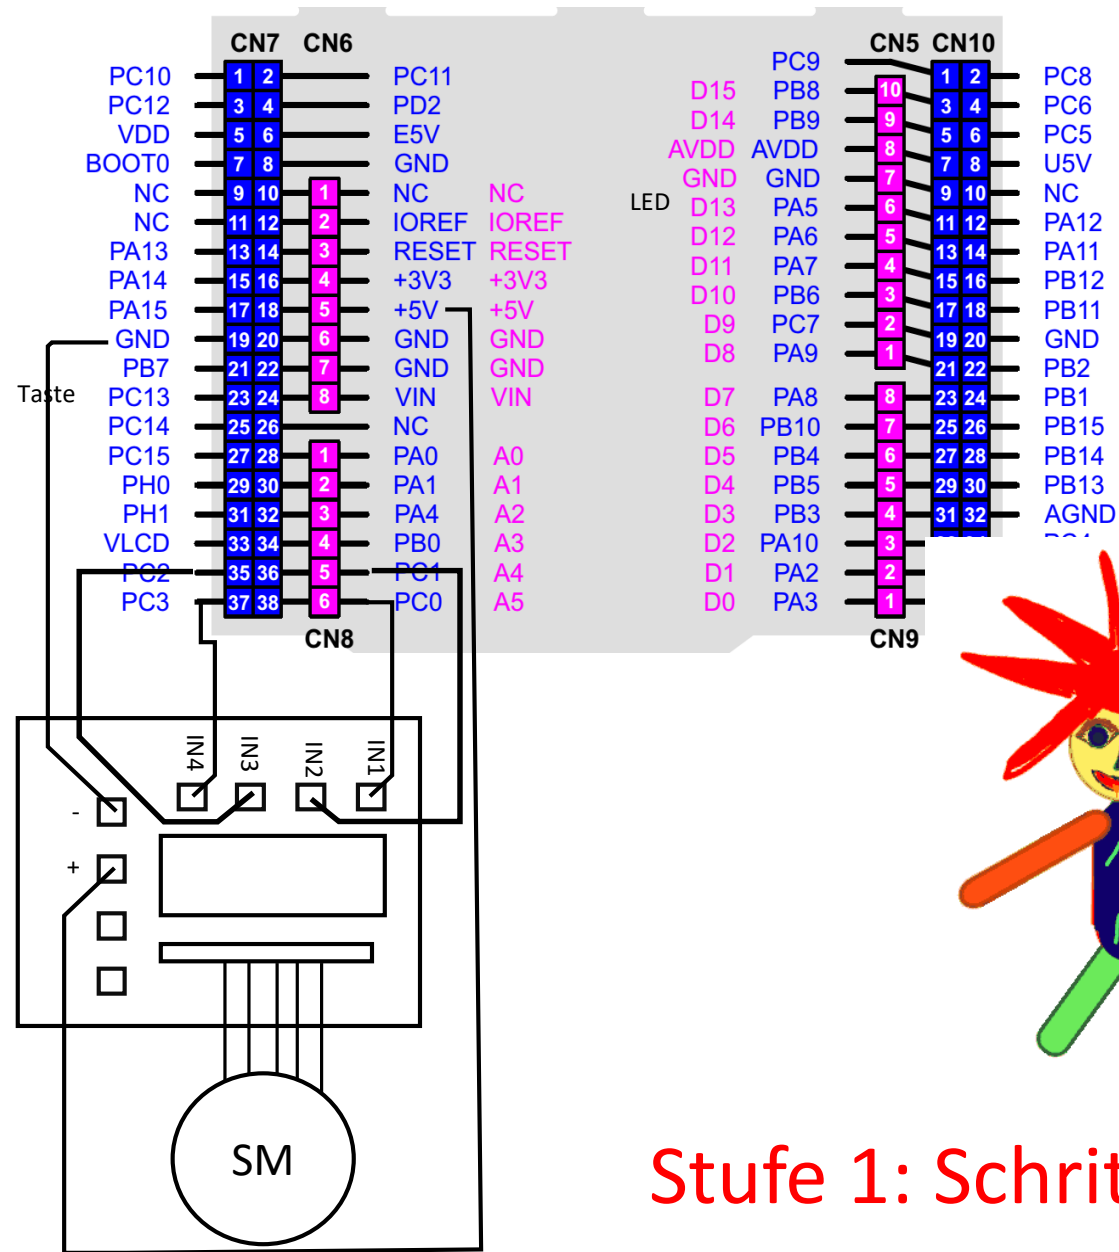 CN7 CN6 CN5 CN10
PC9
PC10 1 2 PC11 1 2 PC8
D15 PB8 10
PC12 3 4 PD2 3 4 PC6
D14 PB9 9
VDD 5 6 E5V 5 6 PC5
AVDD AVDD 8
BOOT0 7 8 GND 7 8 U5V
GND GND 7
NC 9 10 1 NC NC 9 10 NC
LED D13 PA5 6
NC 11 12 2 IOREF IOREF 11 12 PA12
D12 PA6 5
PA13 13 14 3 RESET RESET 13 14 PA11
D11 PA7 4
PA14 15 16 4 +3V3 +3V3 15 16 PB12
D10 PB6 3
PA15 17 18 5 +5V +5V 17 18 PB11
D9 PC7 2
GND 19 20 6 GND GND 19 20 GND
D8 PA9 1
PB7 21 22 7 GND GND 21 22 PB2
Taste PC13 23 24 8 VIN VIN D7 PA8 8 23 24 PB1
PC14 25 26 NC D6 PB10 7 25 26 PB15
PC15 27 28 1 PA0 A0 D5 PB4 6 27 28 PB14
PH0 29 30 2 PA1 A1 D4 PB5 5 29 30 PB13
PH1 31 32 3 PA4 A2 D3 PB3 4 31 32 AGND
VLCD 33 34 4 PB0 A3 D2 PA10 3
PC2 35 36 5 PC1 A4 D1 PA2 2
PC3 37 38 6 PC0 A5 D0 PA3 1
CN8 CN9
IN4 IN3 IN2 IN1
-
+
SM
Stufe 1: Schrit